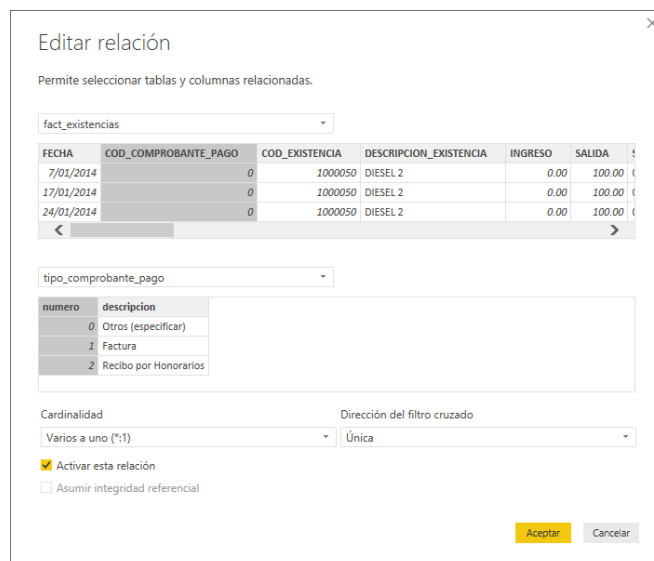 Editar relación
Permite seleccionar tablas y columnas relacionadas.
fact_existencias
FECHA COD_COMPROBANTE_PAGO COD_EXISTENCIA DESCRIPCION_EXISTENCIA INGRESO SALIDA
7/01/2014 0 1000050 DIESEL 2 0.00 100.00
17/01/2014 0 1000050 DIESEL 2 0.00 100.00
24/01/2014 0 1000050 DIESEL 2 0.00 100.00
tipo_comprobante_pago
numero descripcion
0 Otros (especificar)
1 Factura
2 Recibo por Honorarios
Cardinalidad Dirección del filtro cruzado
Varios a uno (*:1) Única
Activar esta relación
Asumir integridad referencial
Aceptar Cancelar